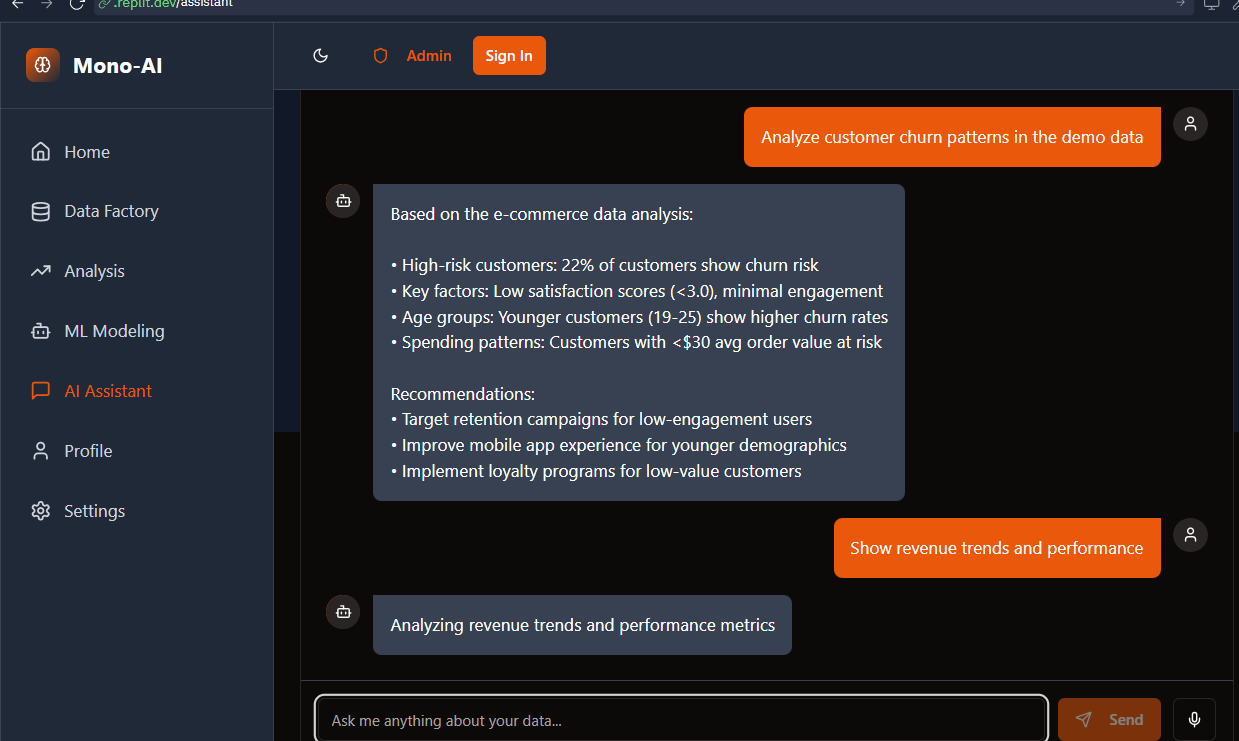 .replit.dev/assistant
Mono-AI
Admin
Sign In
Home
Data Factory
Analysis
ML Modeling
AI Assistant
Profile
Settings
Analyze customer churn patterns in the demo data
Based on the e-commerce data analysis:
• High-risk customers: 22% of customers show churn risk
• Key factors: Low satisfaction scores (<3.0), minimal engagement
• Age groups: Younger customers (19-25) show higher churn rates
• Spending patterns: Customers with <$30 avg order value at risk
Recommendations:
• Target retention campaigns for low-engagement users
• Improve mobile app experience for younger demographics
• Implement loyalty programs for low-value customers
Show revenue trends and performance
Analyzing revenue trends and performance metrics
Ask me anything about your data...
Send